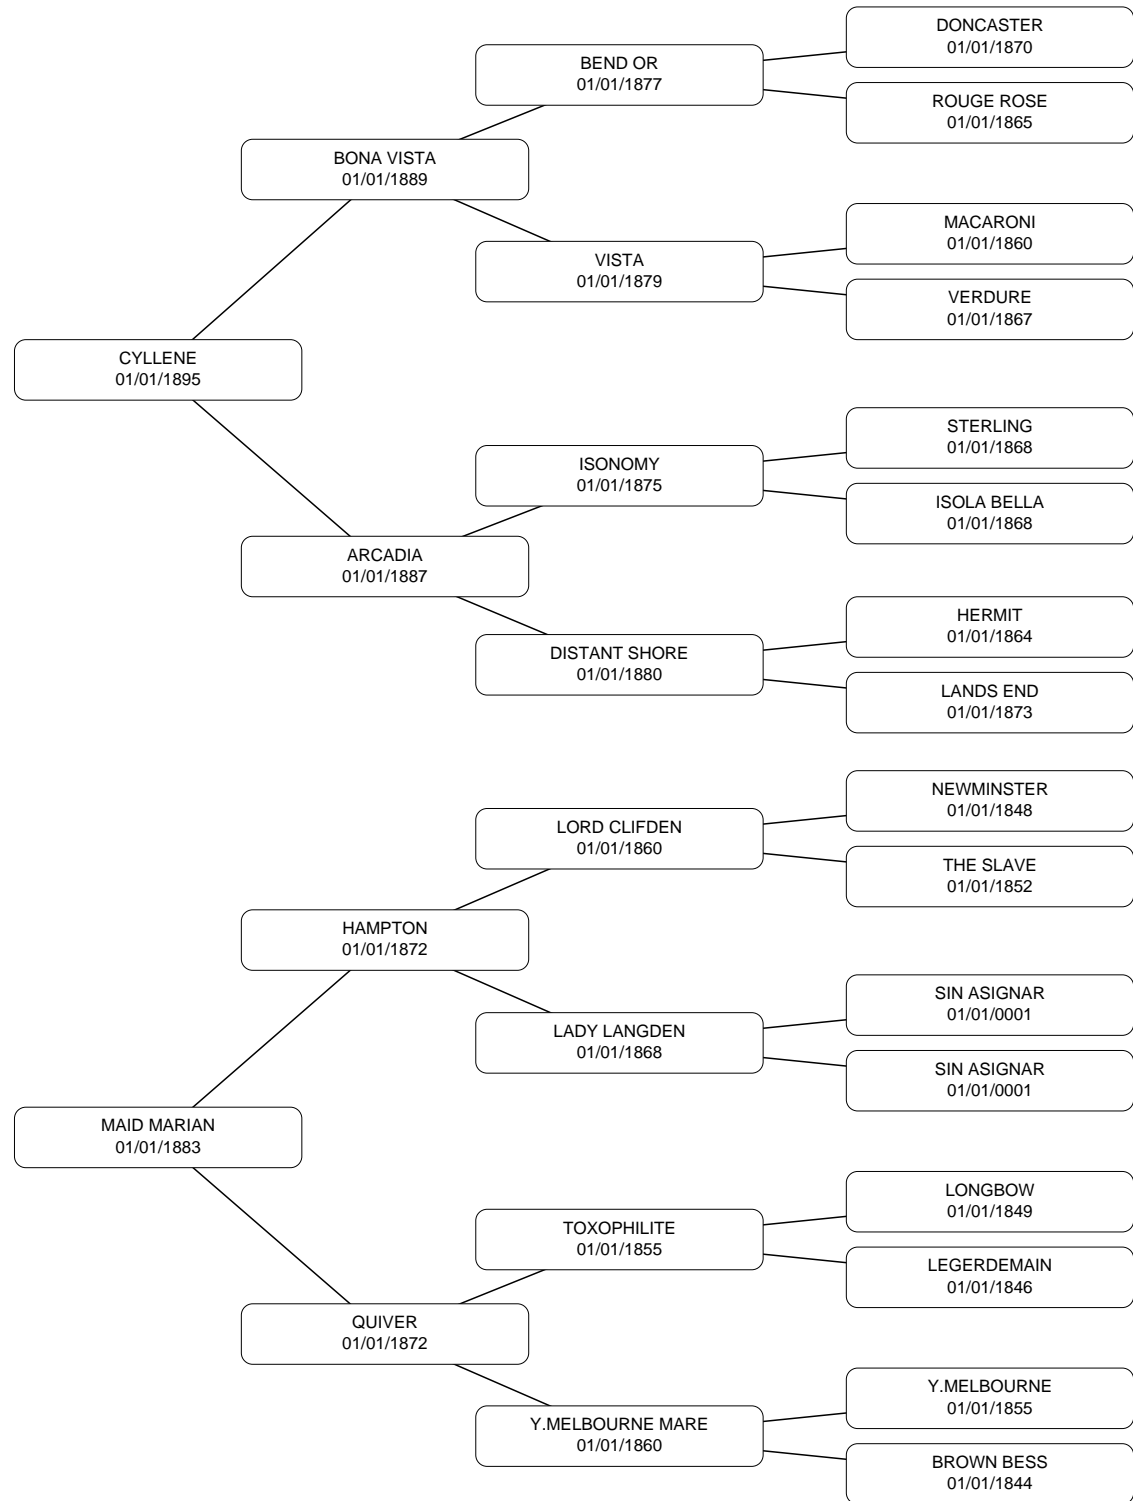 DONCASTER
01/01/1870
BEND OR
01/01/1877
ROUGE ROSE
01/01/1865
BONA VISTA
01/01/1889
MACARONI
01/01/1860
VISTA
01/01/1879
VERDURE
01/01/1867
CYLLENE
01/01/1895
STERLING
01/01/1868
ISONOMY
01/01/1875
ISOLA BELLA
01/01/1868
ARCADIA
01/01/1887
HERMIT
01/01/1864
DISTANT SHORE
01/01/1880
LANDS END
01/01/1873
NEWMINSTER
01/01/1848
LORD CLIFDEN
01/01/1860
THE SLAVE
01/01/1852
HAMPTON
01/01/1872
SIN ASIGNAR
01/01/0001
LADY LANGDEN
01/01/1868
SIN ASIGNAR
01/01/0001
MAID MARIAN
01/01/1883
LONGBOW
01/01/1849
TOXOPHILITE
01/01/1855
LEGERDEMAIN
01/01/1846
QUIVER
01/01/1872
Y.MELBOURNE
01/01/1855
Y.MELBOURNE MARE
01/01/1860
BROWN BESS
01/01/1844